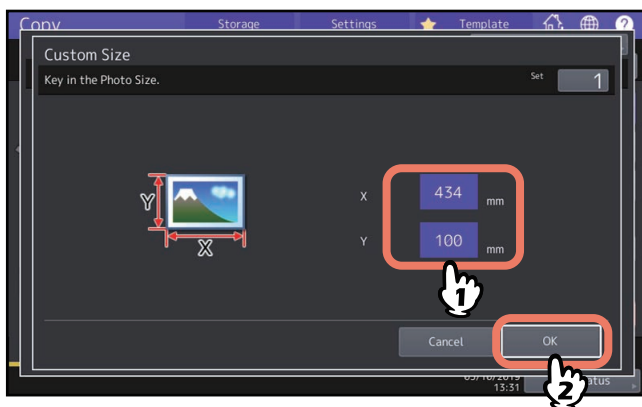 Copy Storage Settings Template ?
Custom Size
Key in the Photo Size.
Set 1
Y
X
X 434 mm
Y 100 mm
1
Cancel OK
13:31
2